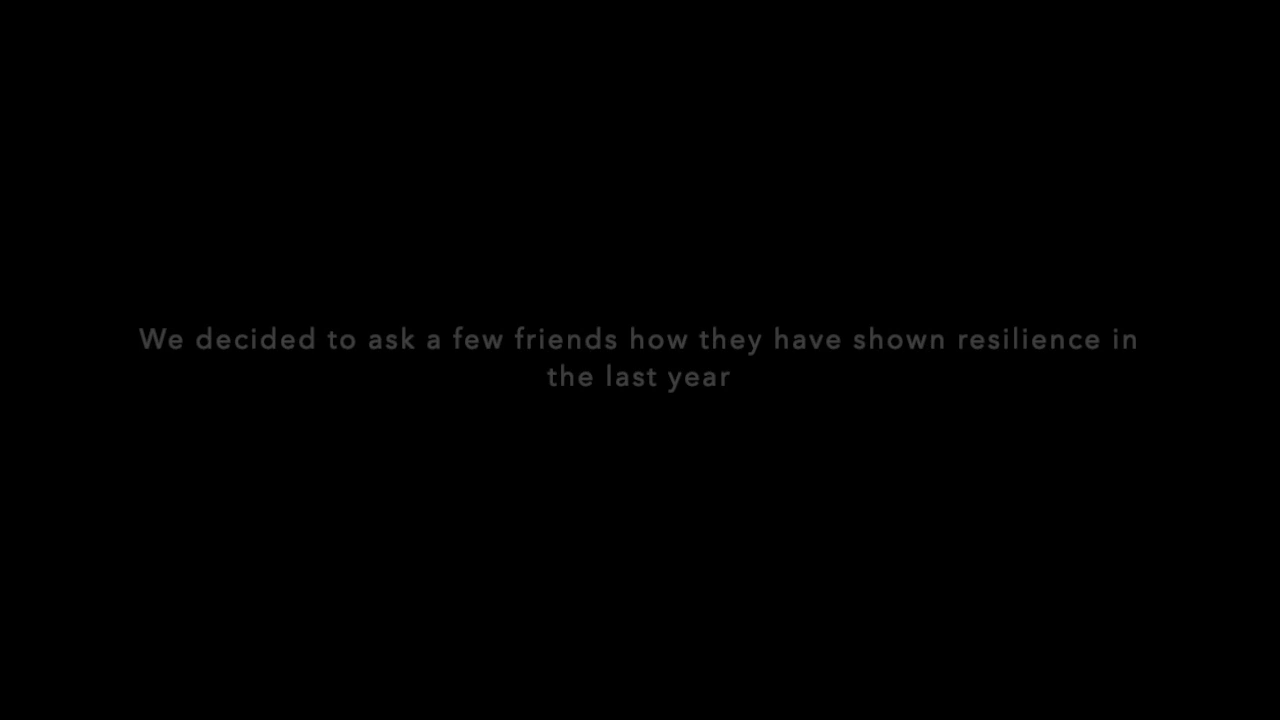 We decided to ask a few friends how they have shown resilience in
the last year